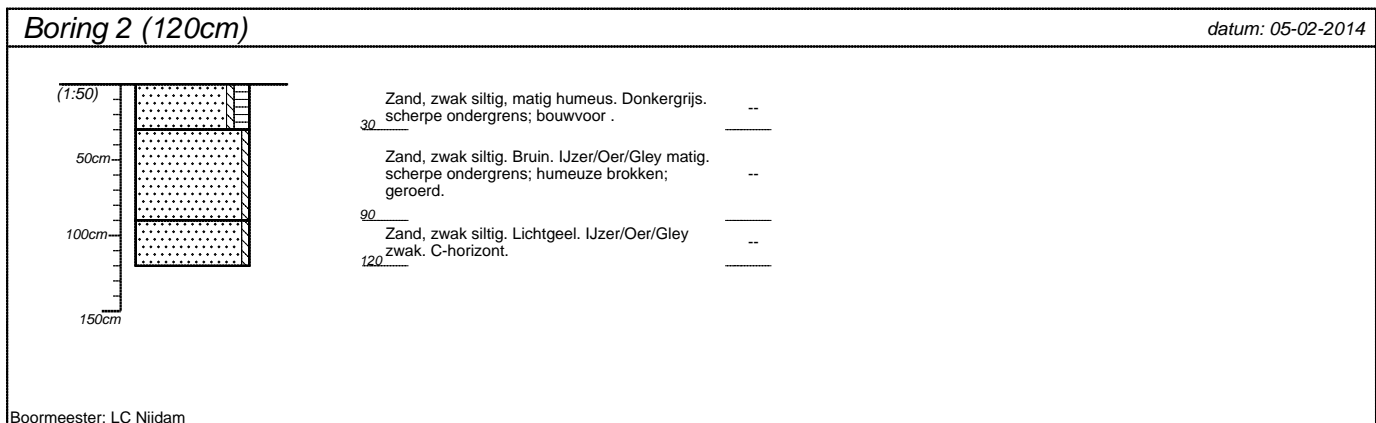 Boring 2 (120cm)
datum: 05-02-2014
(1:50)
Zand, zwak siltig, matig humeus. Donkergrijs.
scherpe ondergrens; bouwvoor .
--
30
50cm
Zand, zwak siltig. Bruin. IJzer/Oer/Gley matig.
scherpe ondergrens; humeuze brokken;
geroerd.
--
90
100cm
Zand, zwak siltig. Lichtgeel. IJzer/Oer/Gley
zwak. C-horizont.
--
120
150cm
Boormeester: LC Nijdam